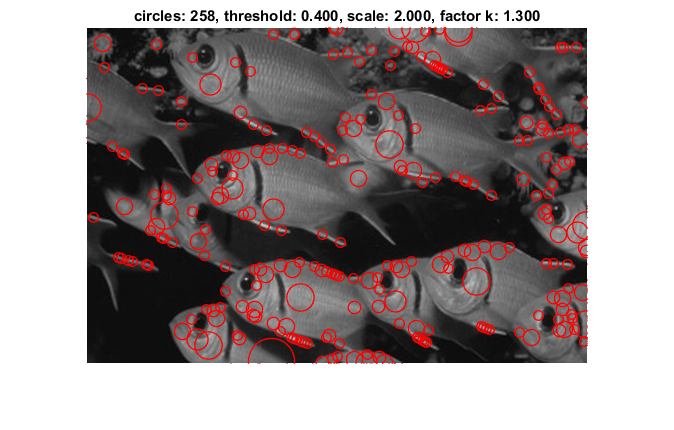 circles: 258, threshold: 0.400, scale: 2.000, factor k: 1.300